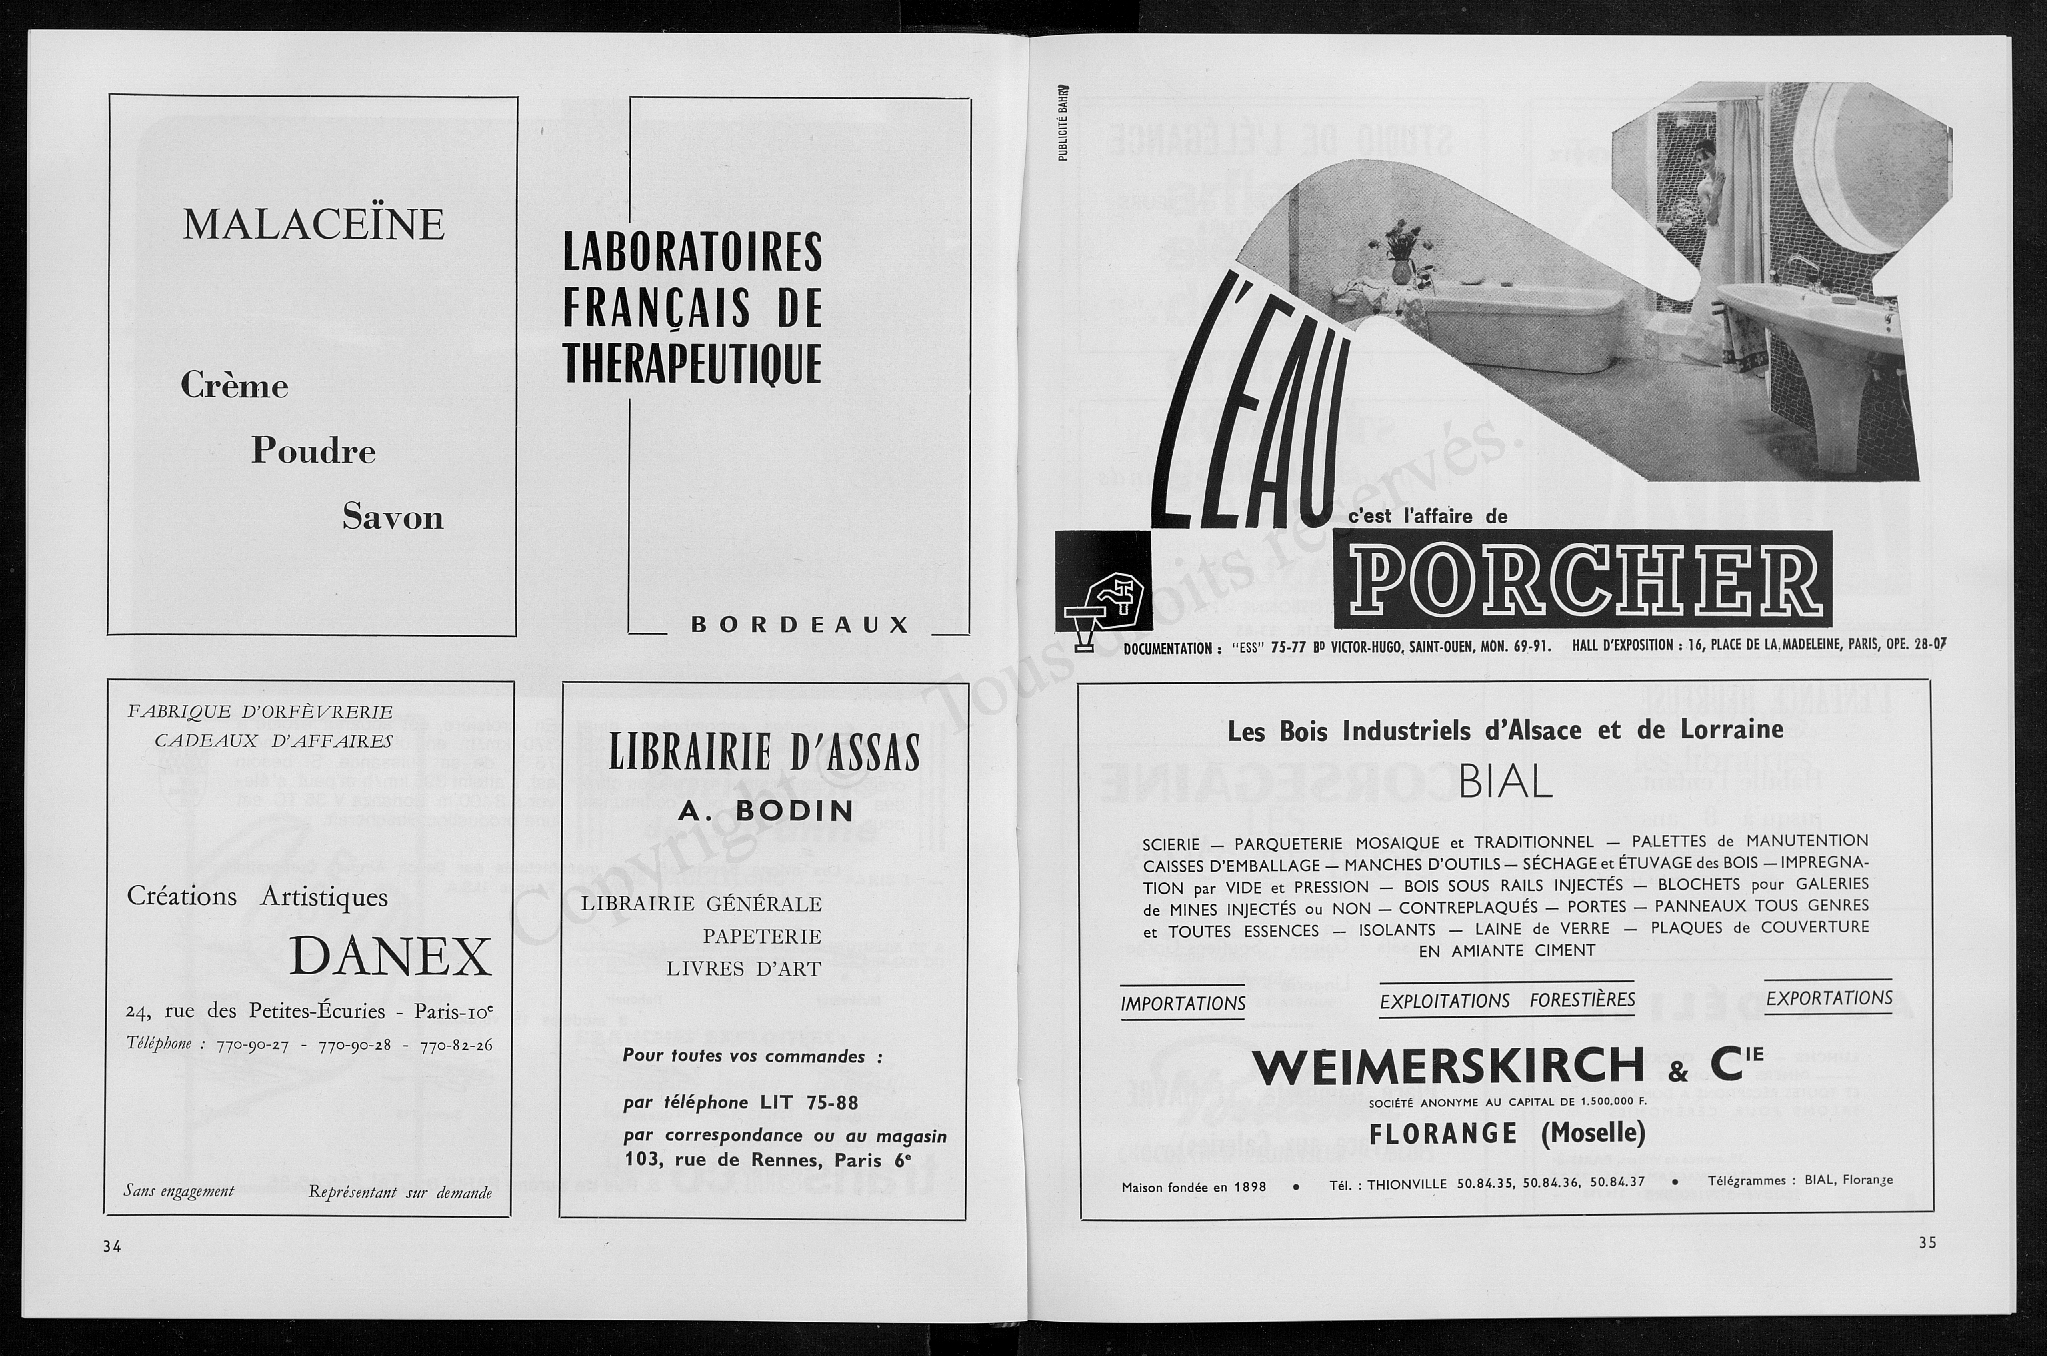 MALACEÏNE
Crème
Poudre
Savon
LABORATOIRES
FRANÇAIS DE
THERAPEUTIQUE
BORDEAUX
FABRIQUE D'ORFÈVRERIE
CADEAUX D'AFFAIRES
Créations Artistiques
DANEX
24, rue des Petites-Écuries - Paris-10e
Téléphone : 770-90-27 - 770-90-28 - 770-82-26
Sans engagement Représentant sur demande
LIBRAIRIE D'ASSAS
A. BODIN
LIBRAIRIE GÉNÉRALE
PAPETERIE
LIVRES D'ART
Pour toutes vos commandes :
par téléphone LIT 75-88
par correspondance ou au magasin
103, rue de Rennes, Paris 6e
34
PUBLICITÉ BAHRY
L'EAU
c'est l'affaire de
PORCHER
DOCUMENTATION : "ESS" 75-77 BD VICTOR-HUGO, SAINT-OUEN, MON. 69-91. HALL D'EXPOSITION : 16, PLACE DE LA MADELEINE, PARIS, OPE. 28-07
Les Bois Industriels d'Alsace et de Lorraine
BIAL
SCIERIE — PARQUETERIE MOSAIQUE et TRADITIONNEL — PALETTES de MANUTENTION
CAISSES D'EMBALLAGE — MANCHES D'OUTILS — SÉCHAGE et ÉTUVAGE des BOIS — IMPREGNA-
TION par VIDE et PRESSION — BOIS SOUS RAILS INJECTÉS — BLOCHETS pour GALERIES
de MINES INJECTÉS ou NON — CONTREPLAQUÉS — PORTES — PANNEAUX TOUS GENRES
et TOUTES ESSENCES — ISOLANTS — LAINE de VERRE — PLAQUES de COUVERTURE
EN AMIANTE CIMENT
IMPORTATIONS EXPLOITATIONS FORESTIÈRES EXPORTATIONS
WEIMERSKIRCH & CIE
SOCIÉTÉ ANONYME AU CAPITAL DE 1.500.000 F.
FLORANGE (Moselle)
Maison fondée en 1898 • Tél. : THIONVILLE 50.84.35, 50.84.36, 50.84.37 • Télégrammes : BIAL, Florange
35
Copyright © - Tous droits réservés.